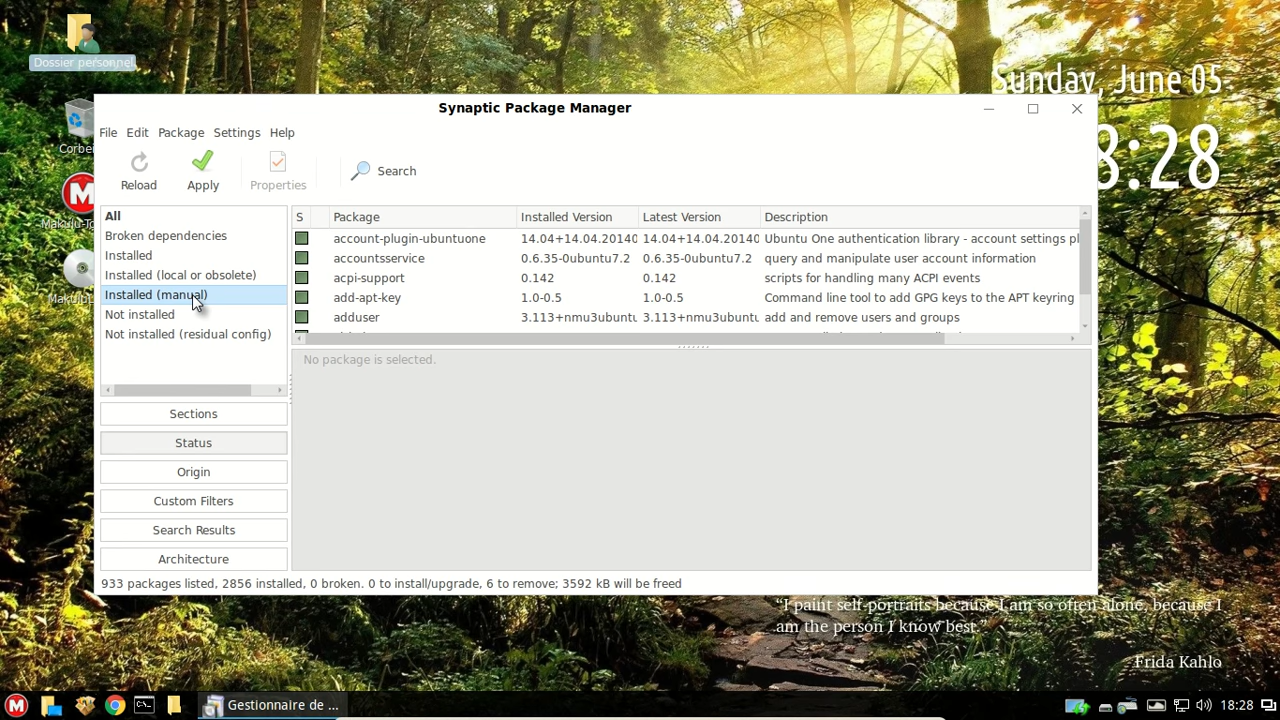 Dossier personnel
Sunday, June 05
8:28
Synaptic Package Manager
File Edit Package Settings Help
Reload Apply Properties Search
All
Broken dependencies
Installed
Installed (local or obsolete)
Installed (manual)
Not installed
Not installed (residual config)
S Package Installed Version Latest Version Description
account-plugin-ubuntuone 14.04+14.04.20140 14.04+14.04.20140 Ubuntu One authentication library - account settings pl
accountsservice 0.6.35-0ubuntu7.2 0.6.35-0ubuntu7.2 query and manipulate user account information
acpi-support 0.142 0.142 scripts for handling many ACPI events
add-apt-key 1.0-0.5 1.0-0.5 Command line tool to add GPG keys to the APT keyring
adduser 3.113+nmu3ubuntu 3.113+nmu3ubuntu add and remove users and groups
No package is selected.
Sections
Status
Origin
Custom Filters
Search Results
Architecture
933 packages listed, 2856 installed, 0 broken. 0 to install/upgrade, 6 to remove; 3592 kB will be freed
Corbei
Makulu-To
MakuluL
“I paint self-portraits because I am so often alone, because I
am the person I know best.”
Frida Kahlo
Gestionnaire de ...
18:28